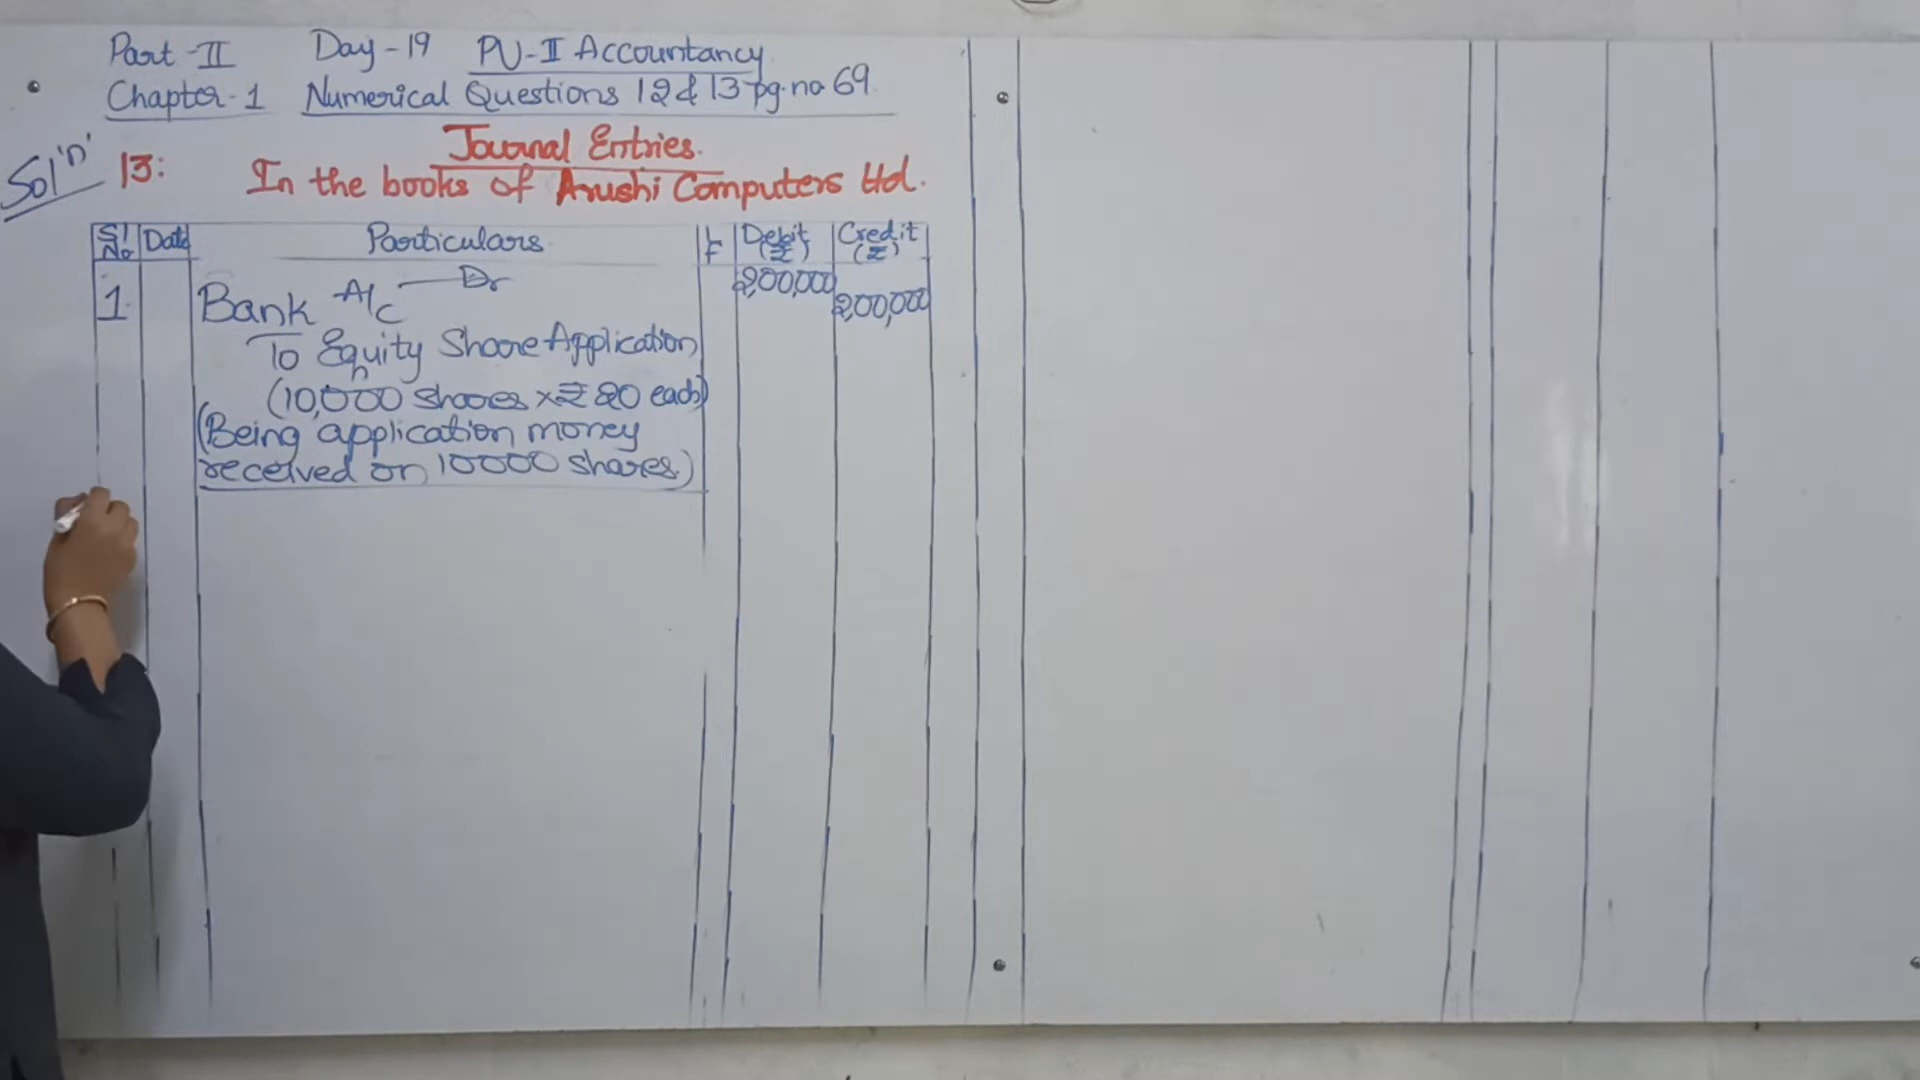 Part-II Day-19 PU-II Accountancy
Chapter-1 Numerical Questions 12 & 13 pg.no 69.
Sol'n' 13: Journal Entries.
In the books of Arushi Computers Ltd.
Sl No Date Particulars LF Debit (₹) Credit (₹)
1. Bank A/c — Dr 2,00,000
To Equity Share Application 2,00,000
(10,000 shares × ₹ 20 each)
(Being application money
received on 10000 shares.)